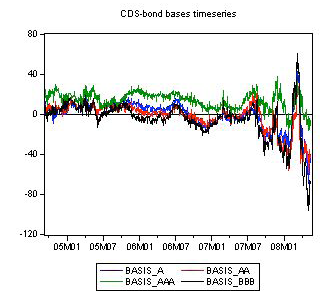 CDS-bond bases timeseries
80
40
0
-40
-80
-120
05M01 05M07 06M01 06M07 07M01 07M07 08M01
BASIS_A BASIS_AA
BASIS_AAA BASIS_BBB